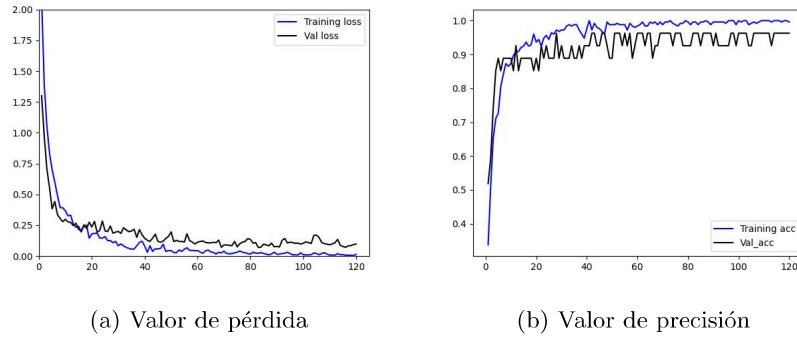 2.00
1.75
1.50
1.25
1.00
0.75
0.50
0.25
0.00
0 20 40 60 80 100 120
Training loss
Val loss
(a) Valor de pérdida
1.0
0.9
0.8
0.7
0.6
0.5
0.4
0 20 40 60 80 100 120
Training acc
Val_acc
(b) Valor de precisión